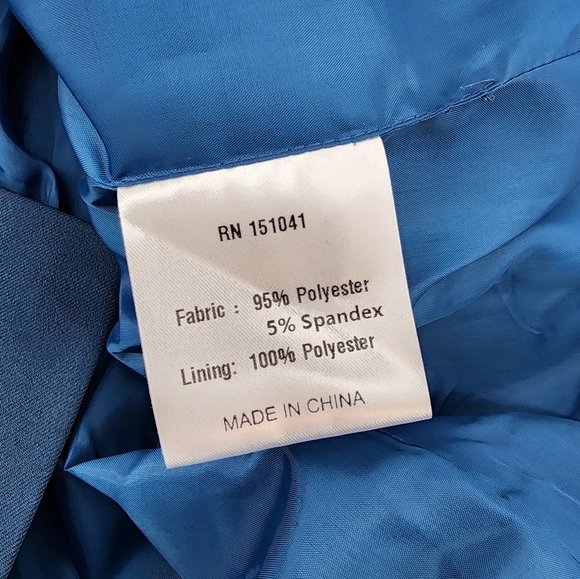 RN 151041
Fabric : 95% Polyester
5% Spandex
Lining: 100% Polyester
MADE IN CHINA